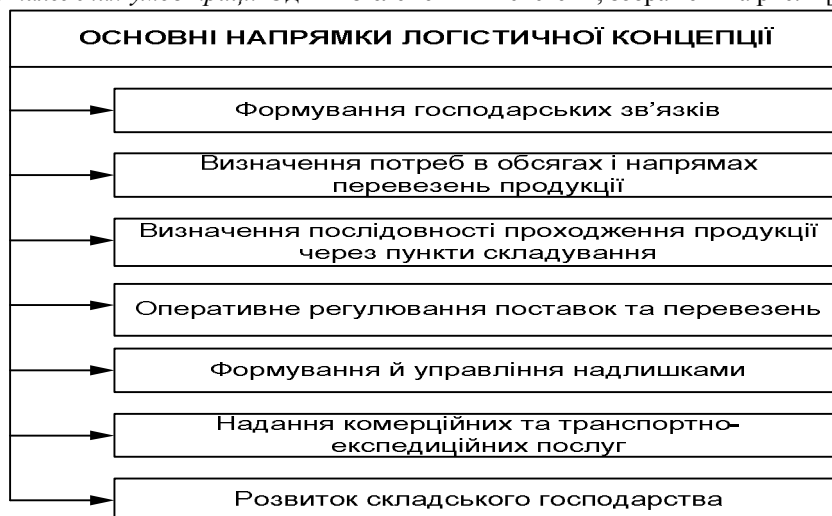 ОСНОВНІ НАПРЯМКИ ЛОГІСТИЧНОЇ КОНЦЕПЦІЇ
Формування господарських зв’язків
Визначення потреб в обсягах і напрямах
перевезень продукції
Визначення послідовності проходження продукції
через пункти складування
Оперативне регулювання поставок та перевезень
Формування й управління надлишками
Надання комерційних та транспортно-
експедиційних послуг
Розвиток складського господарства